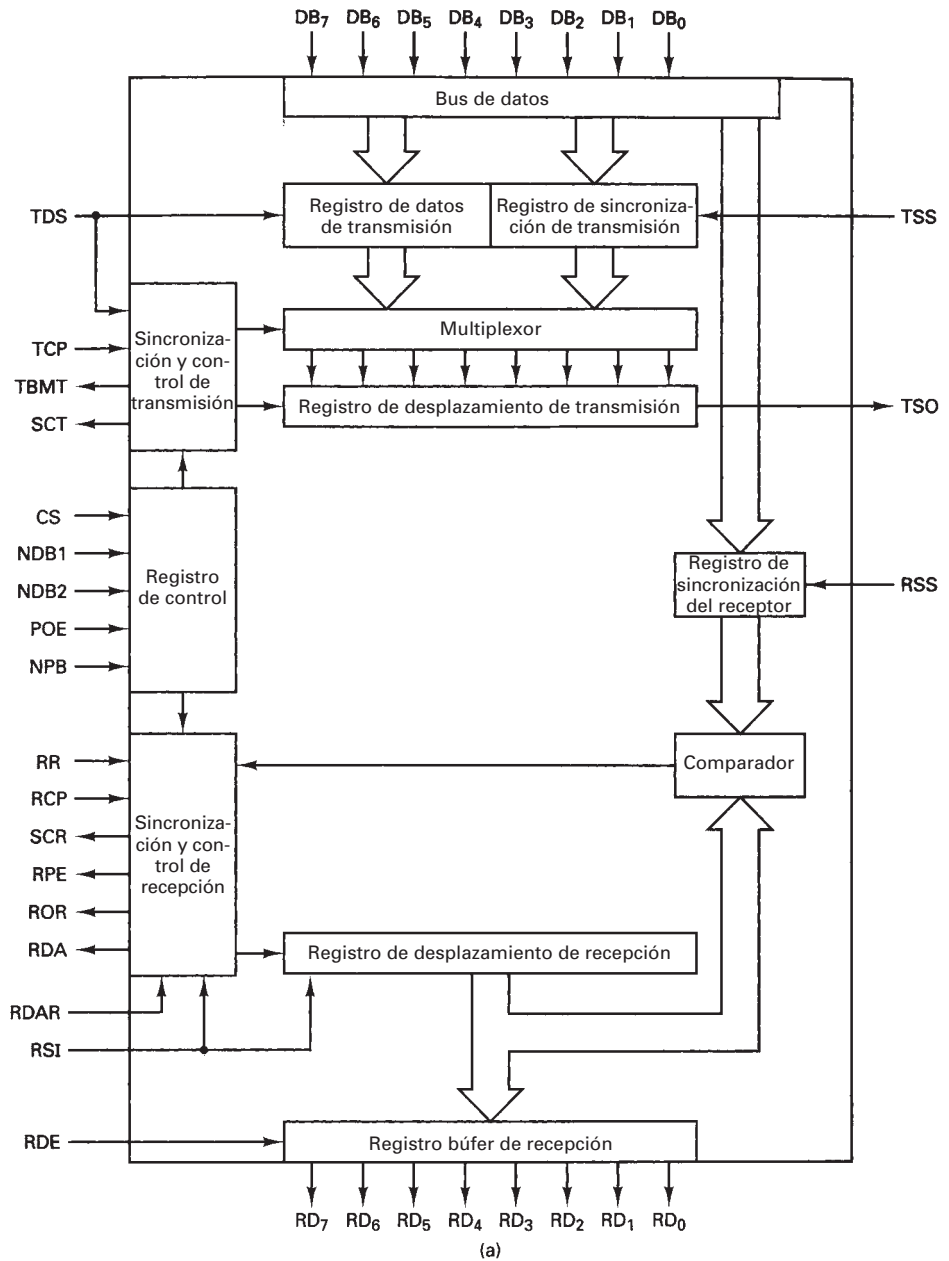 DB7 DB6 DB5 DB4 DB3 DB2 DB1 DB0
Bus de datos
TDS
Registro de datos
de transmisión
Registro de sincroniza-
ción de transmisión
TSS
Multiplexor
Sincroniza-
ción y con-
trol de
transmisión
TCP
TBMT
SCT
Registro de desplazamiento de transmisión
TSO
CS
NDB1
NDB2
POE
NPB
Registro
de control
Registro de
sincronización
del receptor
RSS
RR
RCP
SCR
RPE
ROR
RDA
Sincroniza-
ción y con-
trol de
recepción
Comparador
Registro de desplazamiento de recepción
RDAR
RSI
RDE
Registro búfer de recepción
RD7 RD6 RD5 RD4 RD3 RD2 RD1 RD0
(a)